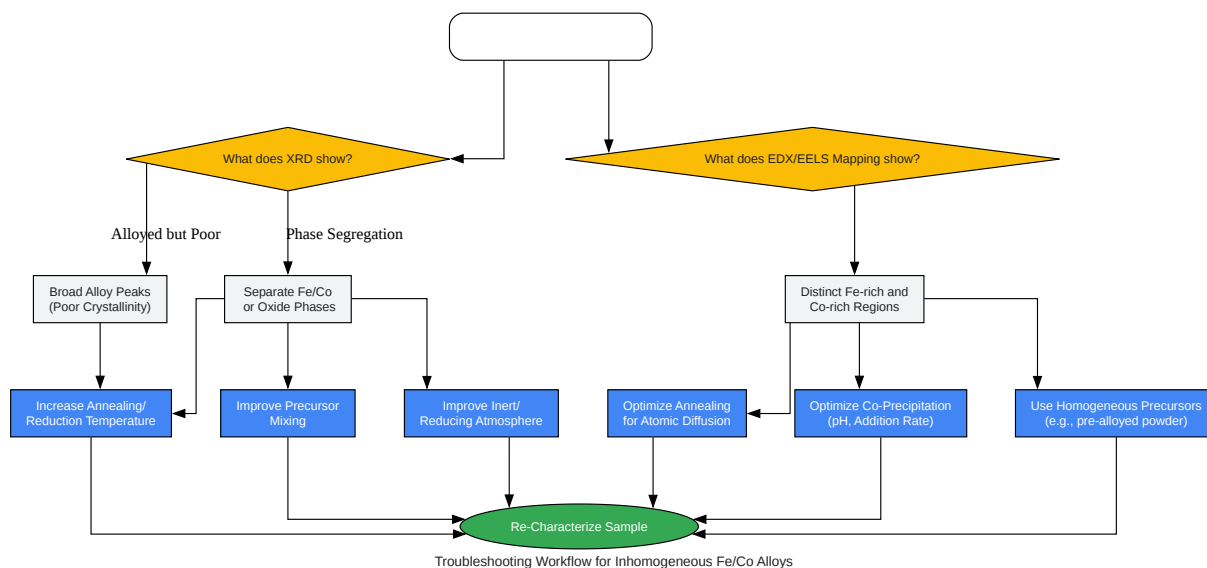 What does XRD show?
What does EDX/EELS Mapping show?
Alloyed but Poor
Phase Segregation
Broad Alloy Peaks
(Poor Crystallinity)
Separate Fe/Co
or Oxide Phases
Distinct Fe-rich and
Co-rich Regions
Increase Annealing/
Reduction Temperature
Improve Precursor
Mixing
Improve Inert/
Reducing Atmosphere
Optimize Annealing
for Atomic Diffusion
Optimize Co-Precipitation
(pH, Addition Rate)
Use Homogeneous Precursors
(e.g., pre-alloyed powder)
Re-Characterize Sample
Troubleshooting Workflow for Inhomogeneous Fe/Co Alloys